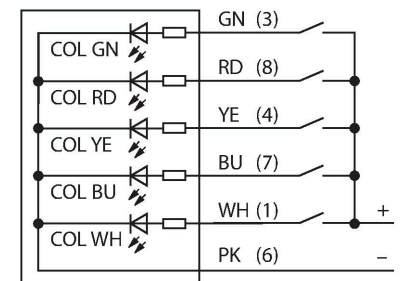 GN (3)
COL GN
RD (8)
COL RD
YE (4)
COL YE
BU (7)
COL BU
WH (1) +
COL WH
PK (6) –